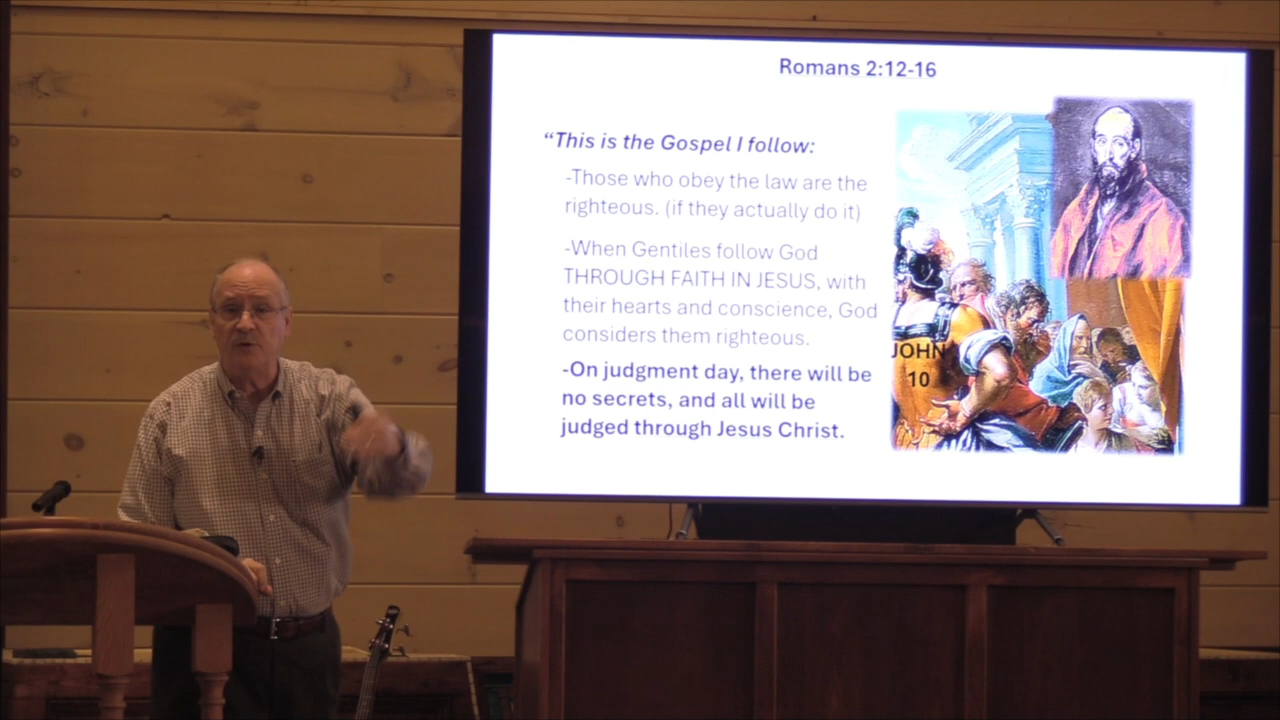 Romans 2:12-16
“This is the Gospel I follow:
-Those who obey the law are the
righteous. (if they actually do it)
-When Gentiles follow God
THROUGH FAITH IN JESUS, with
their hearts and conscience, God
considers them righteous.
-On judgment day, there will be
no secrets, and all will be
judged through Jesus Christ.
JOHN
10